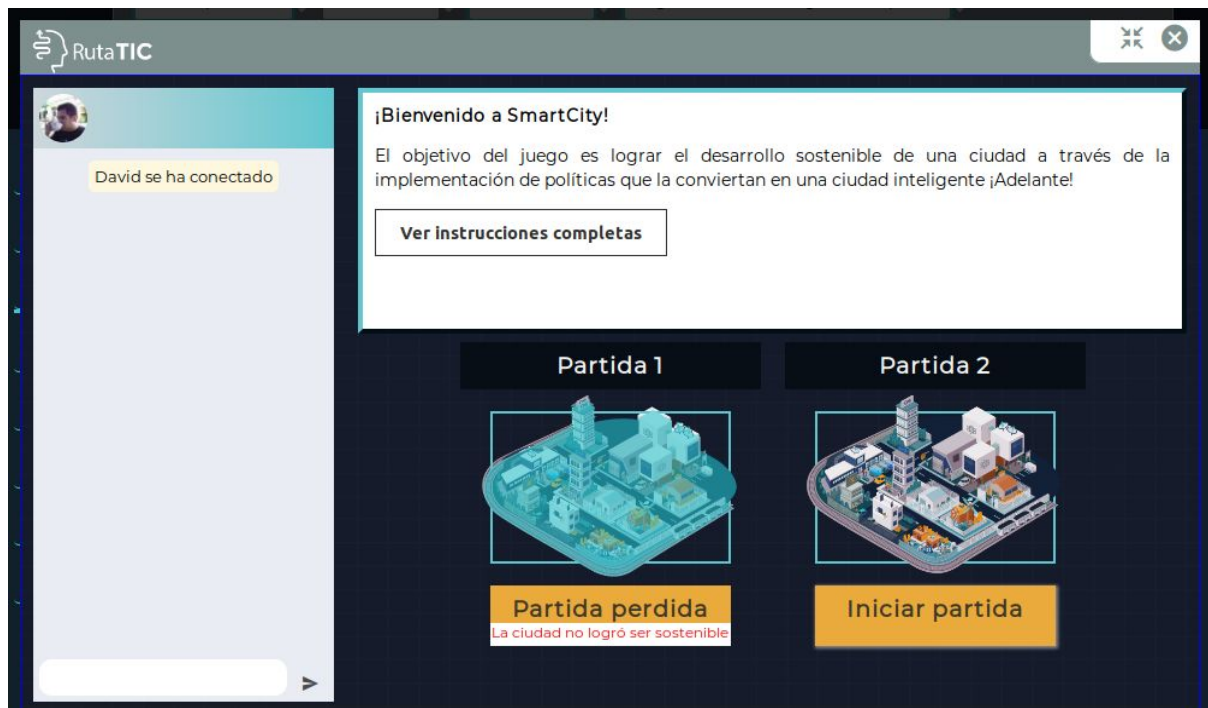 RutaTIC
David se ha conectado
¡Bienvenido a SmartCity!
El objetivo del juego es lograr el desarrollo sostenible de una ciudad a través de la
implementación de políticas que la conviertan en una ciudad inteligente ¡Adelante!
Ver instrucciones completas
Partida 1
Partida 2
Partida perdida
La ciudad no logró ser sostenible
Iniciar partida